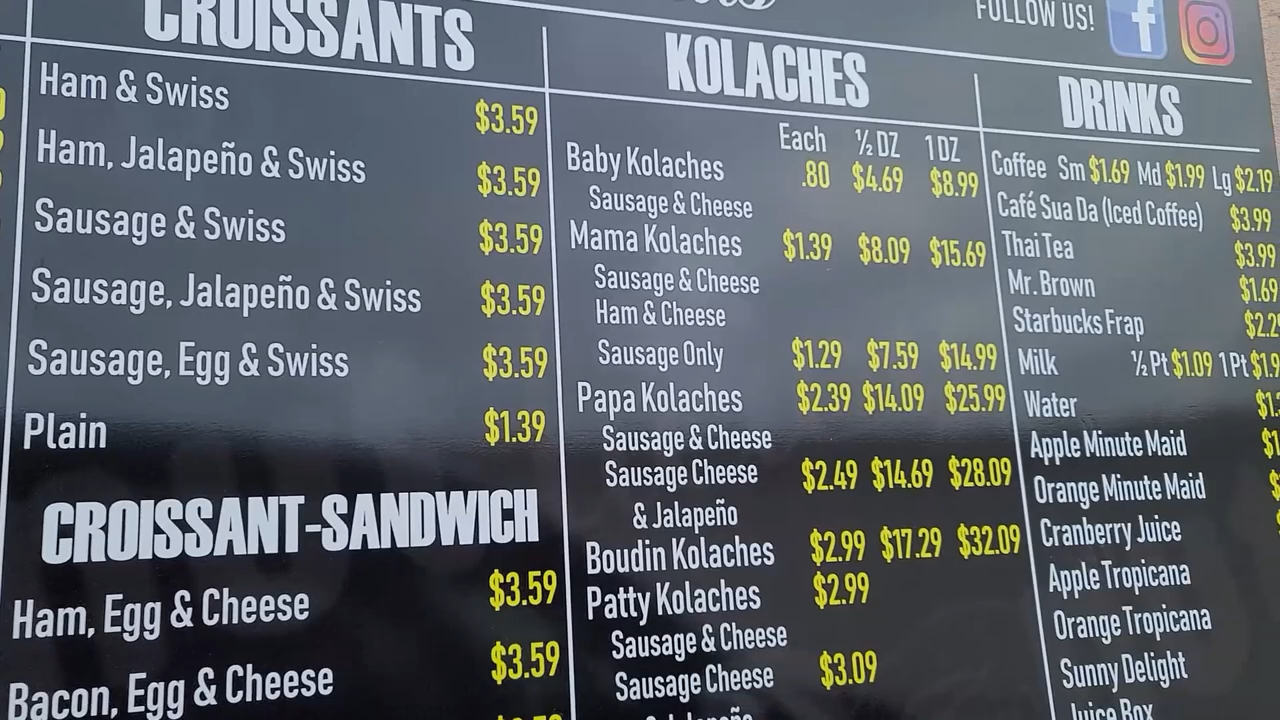 FOLLOW US!
CROISSANTS
Ham & Swiss $3.59
Ham, Jalapeño & Swiss $3.59
Sausage & Swiss $3.59
Sausage, Jalapeño & Swiss $3.59
Sausage, Egg & Swiss $3.59
Plain $1.39
CROISSANT-SANDWICH
Ham, Egg & Cheese $3.59
Bacon, Egg & Cheese $3.59
KOLACHES
Each ½ DZ 1 DZ
Baby Kolaches .80 $4.69 $8.99
Sausage & Cheese
Mama Kolaches $1.39 $8.09 $15.69
Sausage & Cheese
Ham & Cheese
Sausage Only $1.29 $7.59 $14.99
Papa Kolaches $2.39 $14.09 $25.99
Sausage & Cheese
Sausage Cheese $2.49 $14.69 $28.09
& Jalapeño
Boudin Kolaches $2.99 $17.29 $32.09
Patty Kolaches $2.99
Sausage & Cheese
Sausage Cheese $3.09
& Jalapeño
DRINKS
Coffee Sm $1.69 Md $1.99 Lg $2.19
Café Sua Da (Iced Coffee) $3.99
Thai Tea $3.99
Mr. Brown $1.69
Starbucks Frap
Milk ½ Pt $1.09 1 Pt
Water
Apple Minute Maid
Orange Minute Maid
Cranberry Juice
Apple Tropicana
Orange Tropicana
Sunny Delight
Juice Box